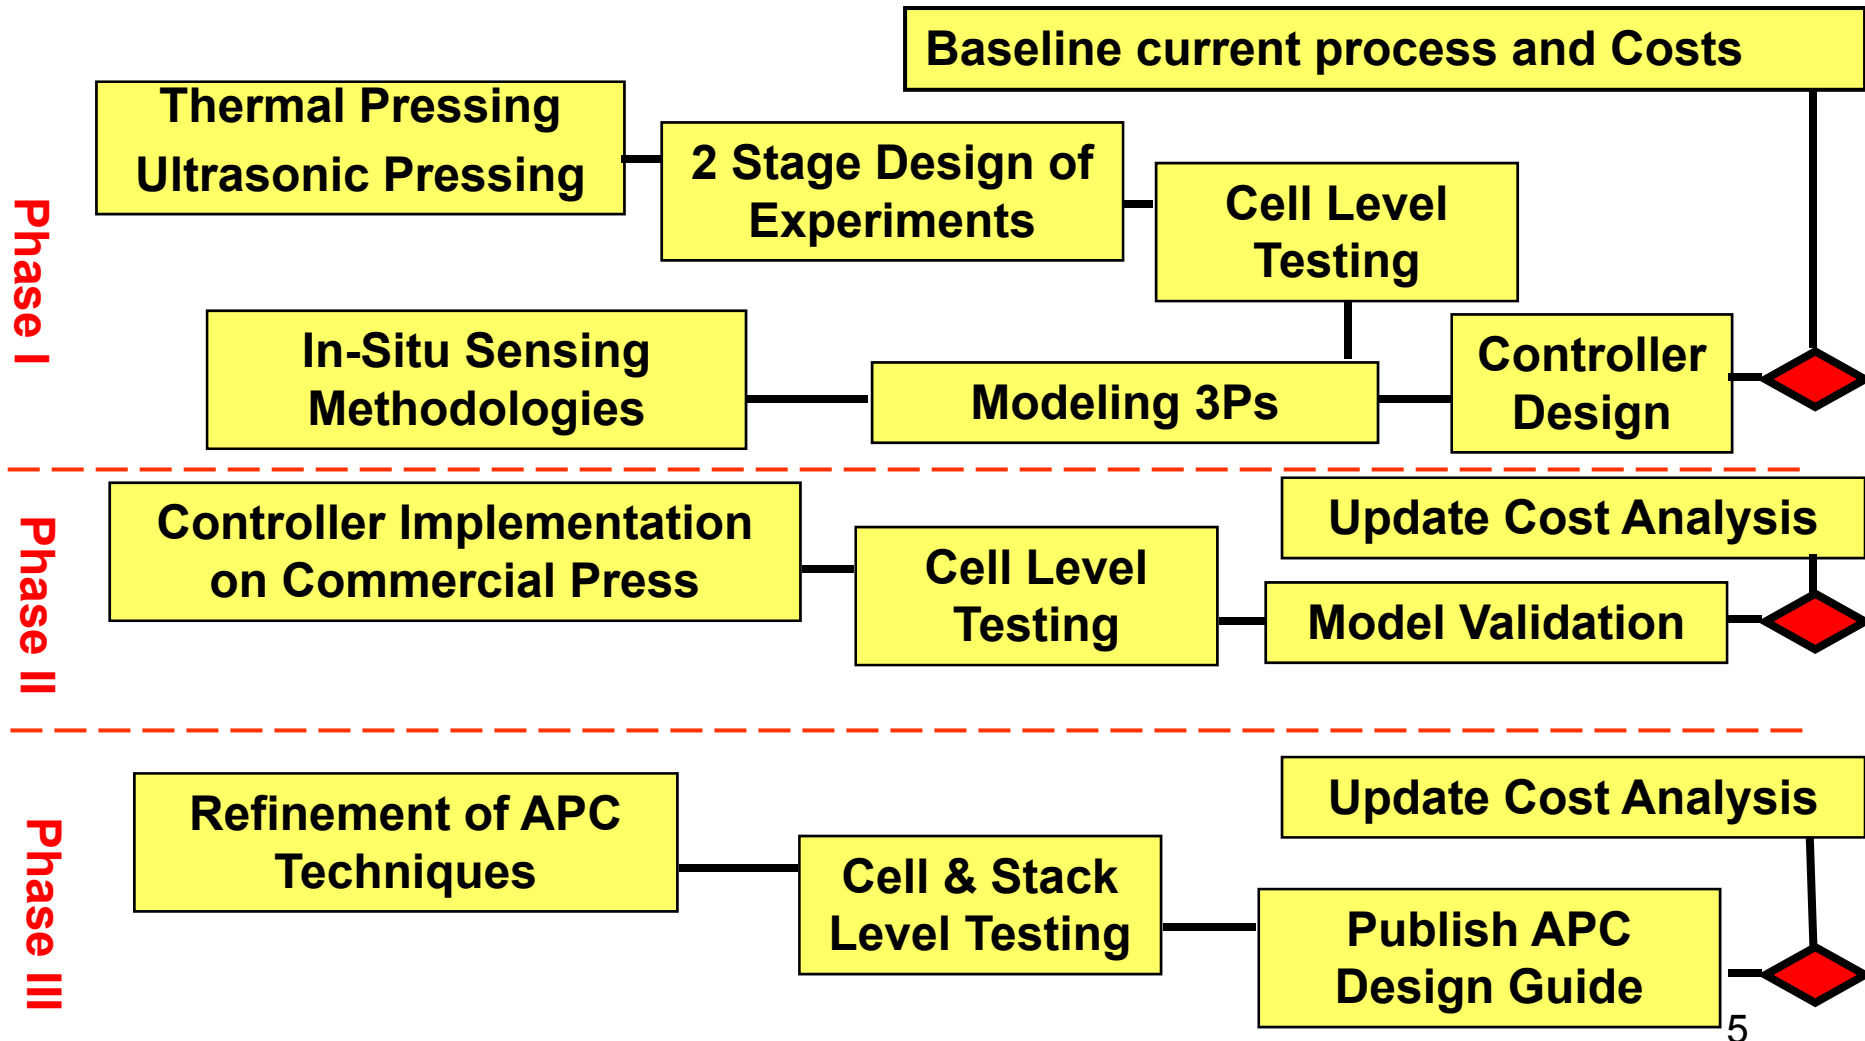 Phase I
Baseline current process and Costs
Thermal Pressing
Ultrasonic Pressing
2 Stage Design of
Experiments
Cell Level
Testing
In-Situ Sensing
Methodologies
Modeling 3Ps
Controller
Design
Phase II
Controller Implementation
on Commercial Press
Cell Level
Testing
Update Cost Analysis
Model Validation
Phase III
Refinement of APC
Techniques
Cell & Stack
Level Testing
Update Cost Analysis
Publish APC
Design Guide
5